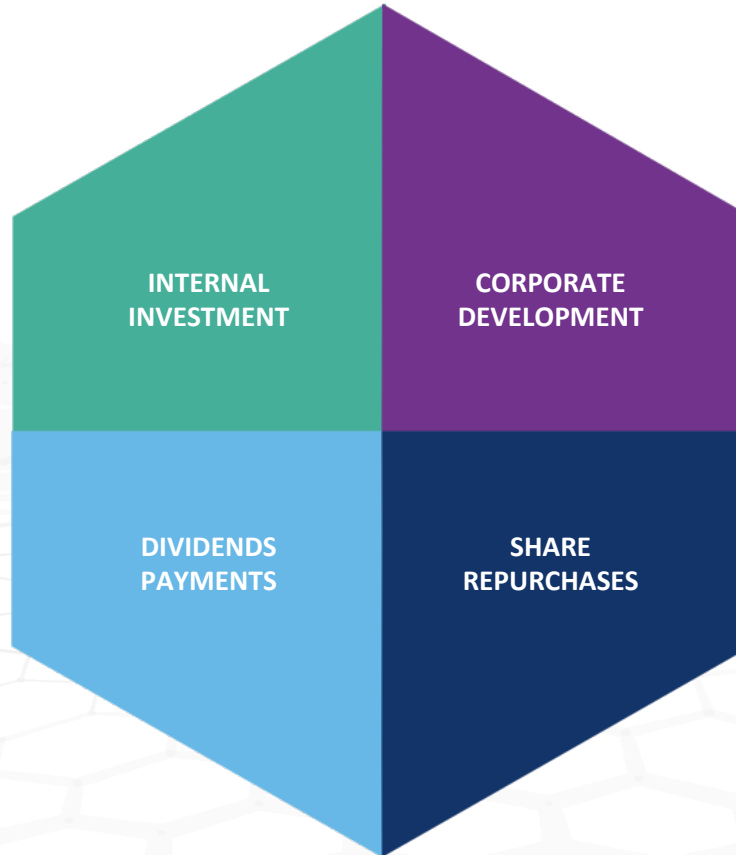 INTERNAL
INVESTMENT
CORPORATE
DEVELOPMENT
DIVIDENDS
PAYMENTS
SHARE
REPURCHASES